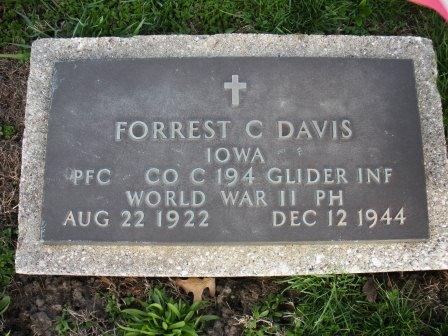 FORREST C DAVIS
IOWA
PFC CO C 194 GLIDER INF
WORLD WAR II PH
AUG 22 1922 DEC 12 1944